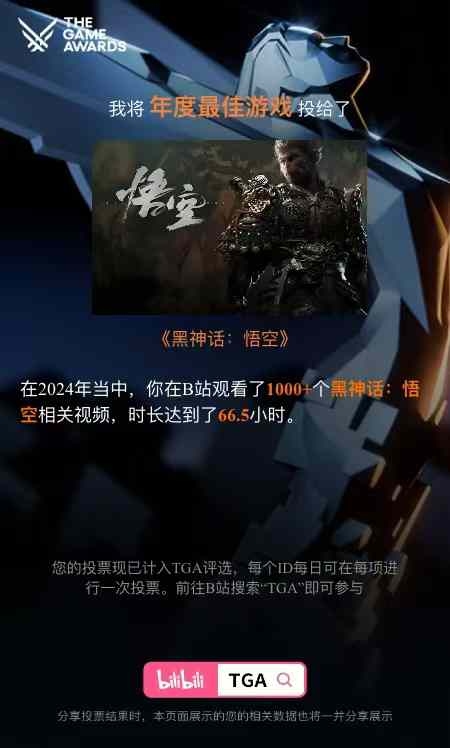 THE
GAME
AWARDS
我将 年度最佳游戏 投给了
悟空
《黑神话：悟空》
在2024年当中，你在B站观看了1000+个黑神话：悟
空相关视频，时长达到了66.5小时。
您的投票现已计入TGA评选，每个ID每日可在每项进
行一次投票。前往B站搜索“TGA”即可参与
bilibili TGA
分享投票结果时，本页面展示的您的相关数据也将一并分享展示